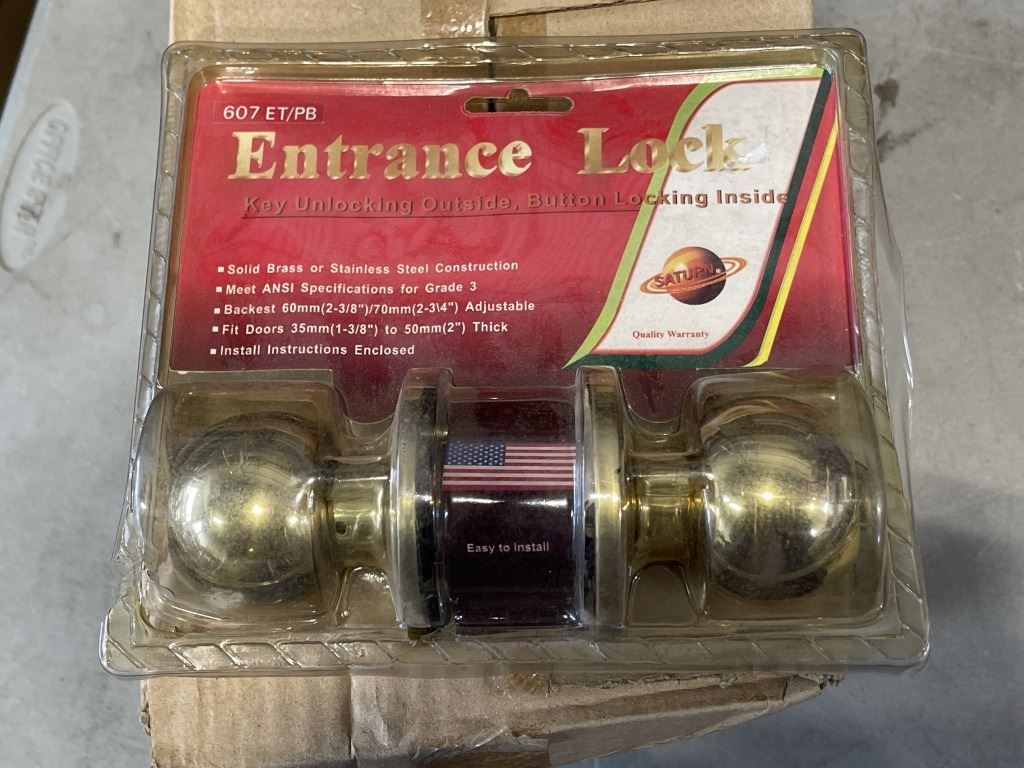 607 ET/PB
Entrance Lock
Key Unlocking Outside, Button Locking Inside
▪Solid Brass or Stainless Steel Construction
▪Meet ANSI Specifications for Grade 3
▪Backest 60mm(2-3/8")/70mm(2-3\4") Adjustable
▪Fit Doors 35mm(1-3/8") to 50mm(2") Thick
▪Install Instructions Enclosed
SATURN
Quality Warranty
Easy to Install
OFFICE STAR